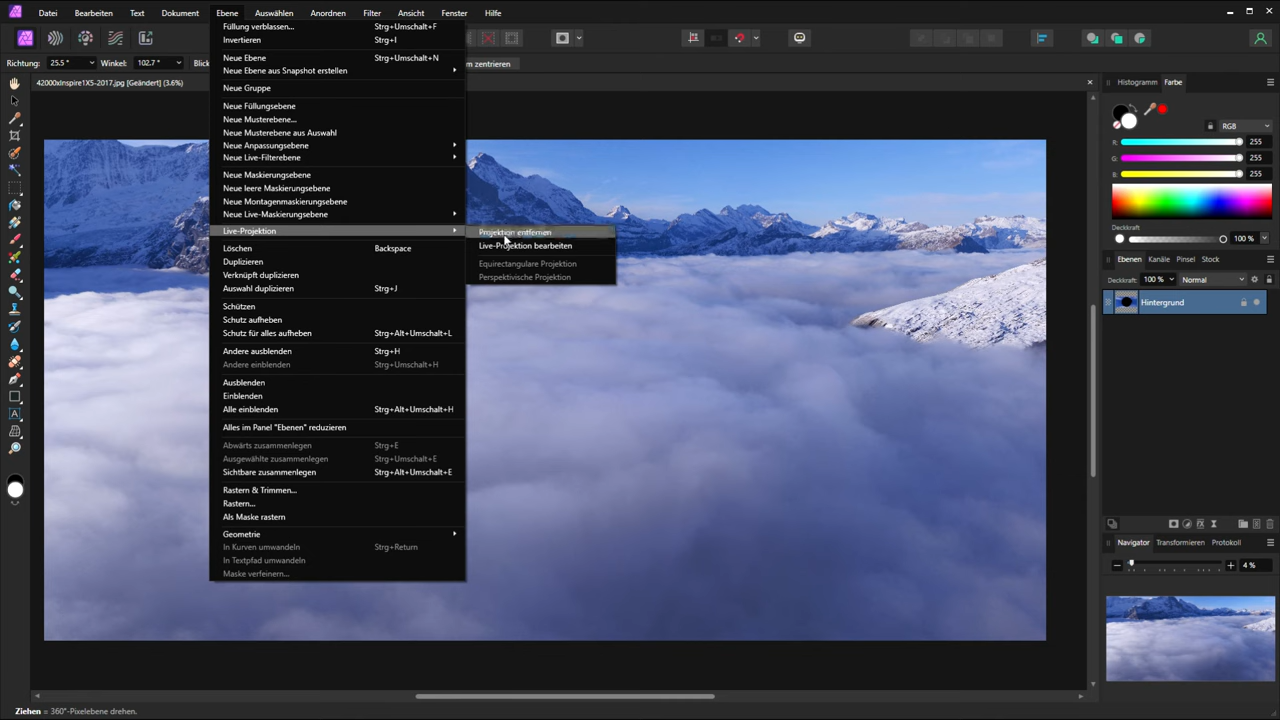 Datei Bearbeiten Text Dokument Ebene Auswählen Anordnen Filter Ansicht Fenster Hilfe
Richtung: 25.5 ° Winkel: 102.7 ° Blick
m zentrieren
42000xInspire1X5-2017.jpg [Geändert] (3.6%)
Füllung verblassen... Strg+Umschalt+F
Invertieren Strg+I
Neue Ebene Strg+Umschalt+N
Neue Ebene aus Snapshot erstellen
Neue Gruppe
Neue Füllungsebene
Neue Musterebene...
Neue Musterebene aus Auswahl
Neue Anpassungsebene
Neue Live-Filterebene
Neue Maskierungsebene
Neue leere Maskierungsebene
Neue Montagenmaskierungsebene
Neue Live-Maskierungsebene
Live-Projektion
Löschen Backspace
Duplizieren
Verknüpft duplizieren
Auswahl duplizieren Strg+J
Schützen
Schutz aufheben
Schutz für alles aufheben Strg+Alt+Umschalt+L
Andere ausblenden Strg+H
Andere einblenden Strg+Umschalt+H
Ausblenden
Einblenden
Alle einblenden Strg+Alt+Umschalt+H
Alles im Panel "Ebenen" reduzieren
Abwärts zusammenlegen Strg+E
Ausgewählte zusammenlegen Strg+Umschalt+E
Sichtbare zusammenlegen Strg+Alt+Umschalt+E
Rastern & Trimmen...
Rastern...
Als Maske rastern
Geometrie
In Kurven umwandeln Strg+Return
In Textpfad umwandeln
Maske verfeinern...
Projektion entfernen
Live-Projektion bearbeiten
Equirectangulare Projektion
Perspektivische Projektion
Histogramm Farbe
RGB
R: 255
G: 255
B: 255
Deckkraft
100 %
Ebenen Kanäle Pinsel Stock
Deckkraft: 100 % Normal
Hintergrund
Navigator Transformieren Protokoll
4 %
Ziehen = 360°-Pixelebene drehen.